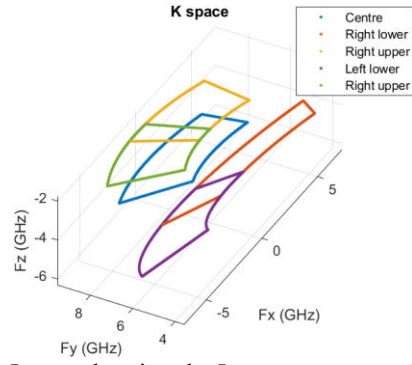 K space
Centre
Right lower
Right upper
Left lower
Right upper
-2
-4
-6
Fz (GHz)
8
6
4
Fy (GHz)
5
0
-5
Fx (GHz)